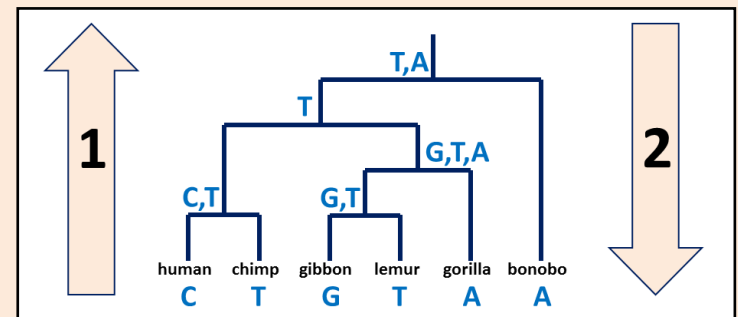 T,A
T
1
2
G,T,A
C,T G,T
human chimp gibbon lemur gorilla bonobo
C T G T A A